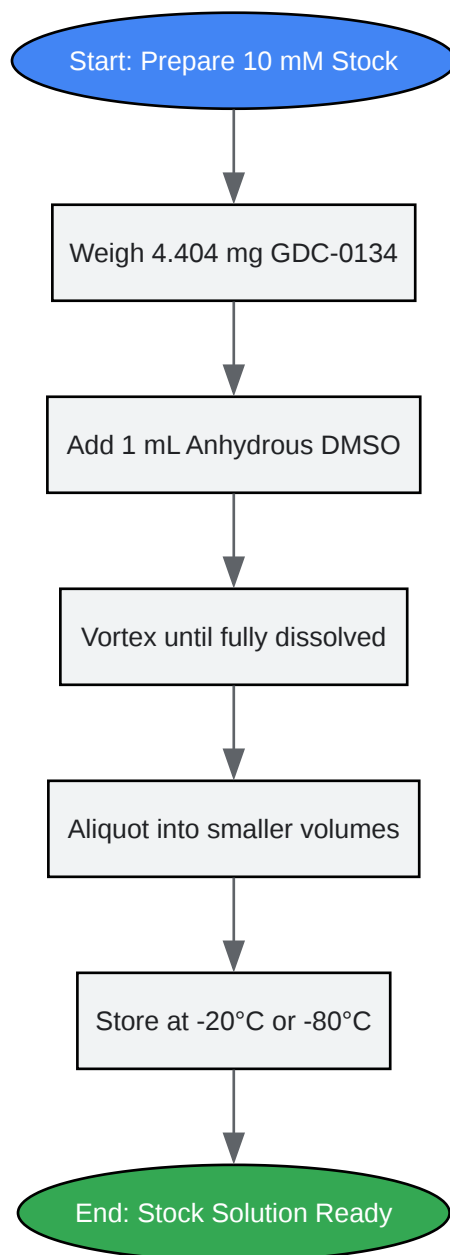 Start: Prepare 10 mM Stock
Weigh 4.404 mg GDC-0134
Add 1 mL Anhydrous DMSO
Vortex until fully dissolved
Aliquot into smaller volumes
Store at -20°C or -80°C
End: Stock Solution Ready